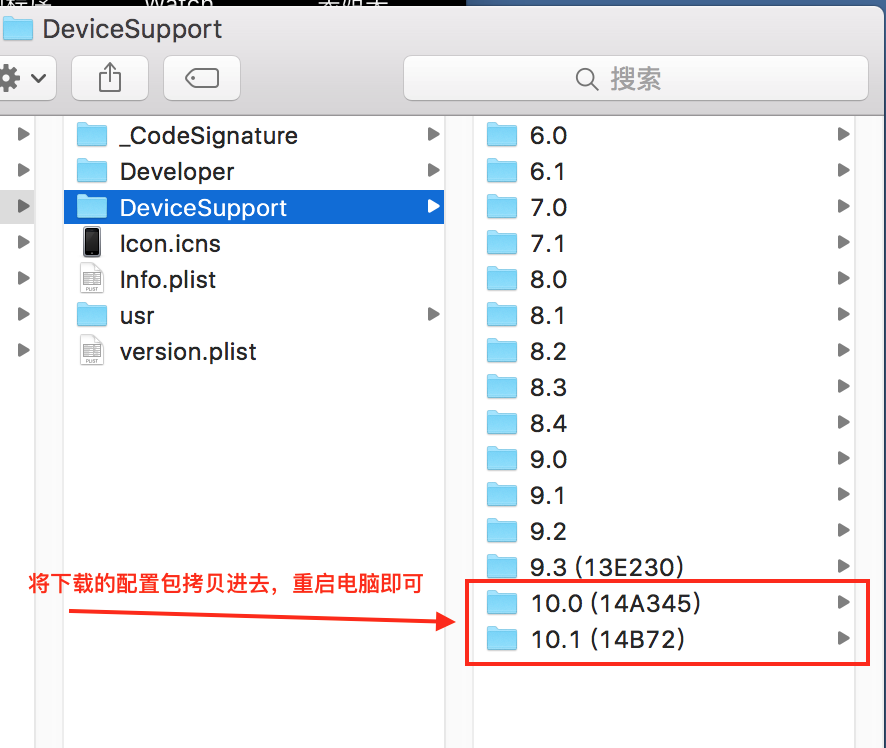 Watch
DeviceSupport
搜索
_CodeSignature
Developer
DeviceSupport
Icon.icns
Info.plist
usr
version.plist
6.0
6.1
7.0
7.1
8.0
8.1
8.2
8.3
8.4
9.0
9.1
9.2
9.3 (13E230)
10.0 (14A345)
10.1 (14B72)
将下载的配置包拷贝进去，重启电脑即可